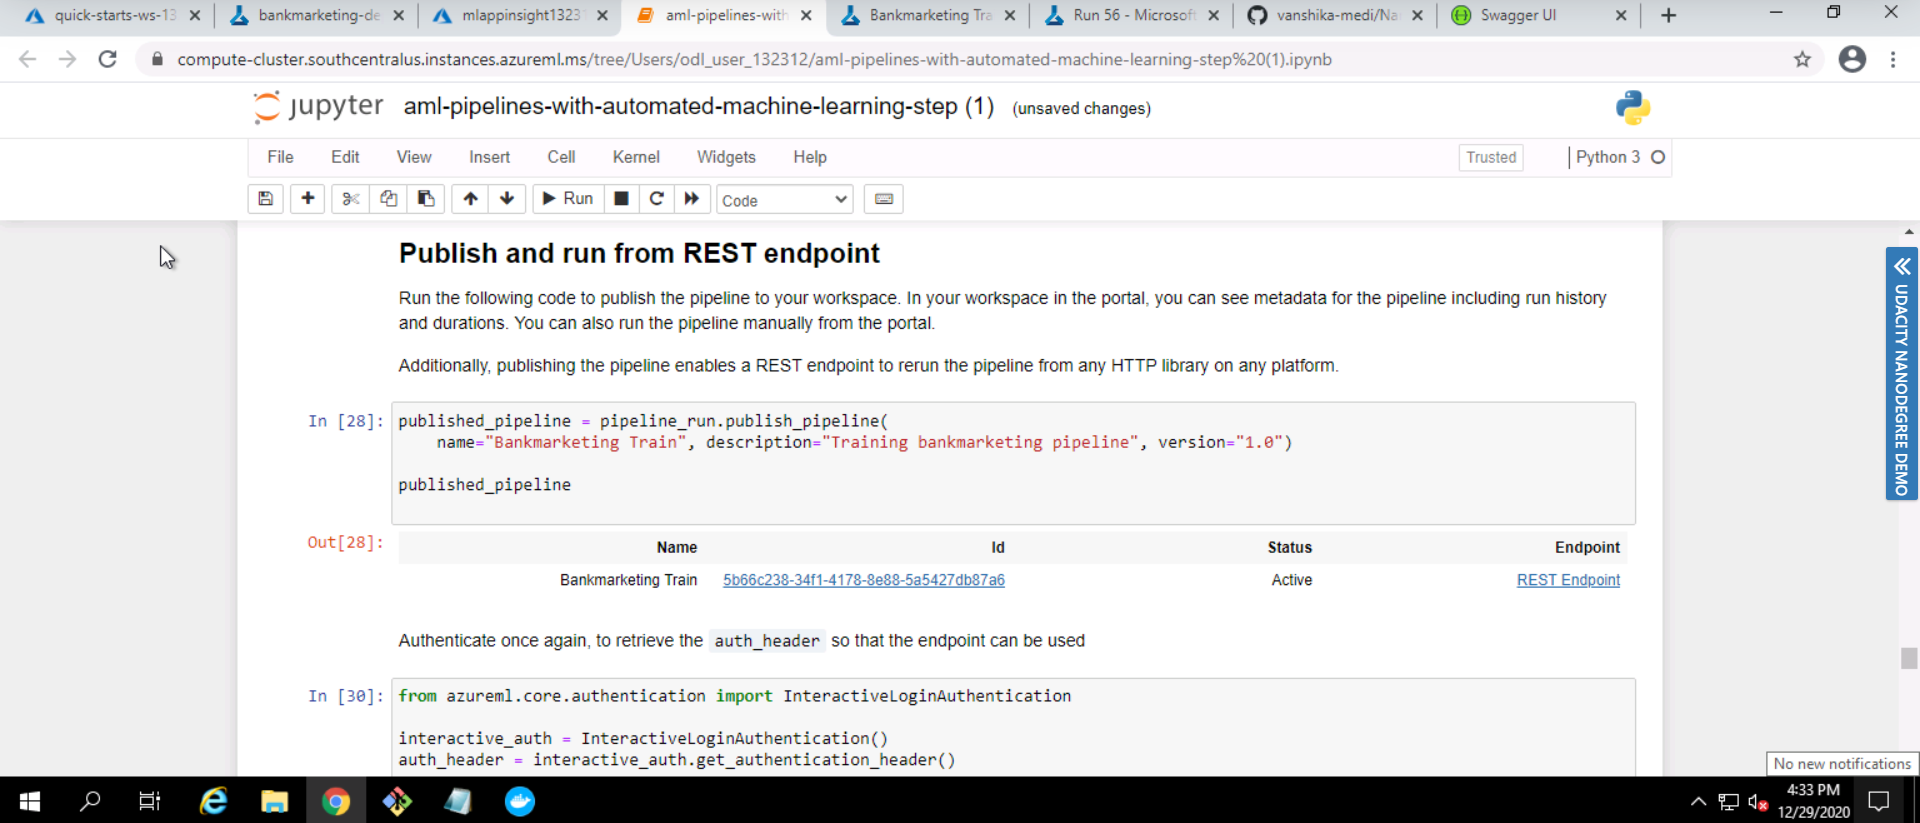 quick-starts-ws-13
bankmarketing-de
mlappinsight1323
aml-pipelines-with
Bankmarketing Tra
Run 56 - Microsoft
vanshika-medi/Na
Swagger UI
compute-cluster.southcentralus.instances.azureml.ms/tree/Users/odl_user_132312/aml-pipelines-with-automated-machine-learning-step%20(1).ipynb
jupyter aml-pipelines-with-automated-machine-learning-step (1) (unsaved changes)
File Edit View Insert Cell Kernel Widgets Help Trusted Python 3
Run Code
Publish and run from REST endpoint
Run the following code to publish the pipeline to your workspace. In your workspace in the portal, you can see metadata for the pipeline including run history
and durations. You can also run the pipeline manually from the portal.
Additionally, publishing the pipeline enables a REST endpoint to rerun the pipeline from any HTTP library on any platform.
In [28]: published_pipeline = pipeline_run.publish_pipeline(
name="Bankmarketing Train", description="Training bankmarketing pipeline", version="1.0")
published_pipeline
Out[28]: Name Id Status Endpoint
Bankmarketing Train 5b66c238-34f1-4178-8e88-5a5427db87a6 Active REST Endpoint
Authenticate once again, to retrieve the auth_header so that the endpoint can be used
In [30]: from azureml.core.authentication import InteractiveLoginAuthentication
interactive_auth = InteractiveLoginAuthentication()
auth_header = interactive_auth.get_authentication_header()
UDACITY NANODEGREE DEMO
No new notifications
4:33 PM
12/29/2020